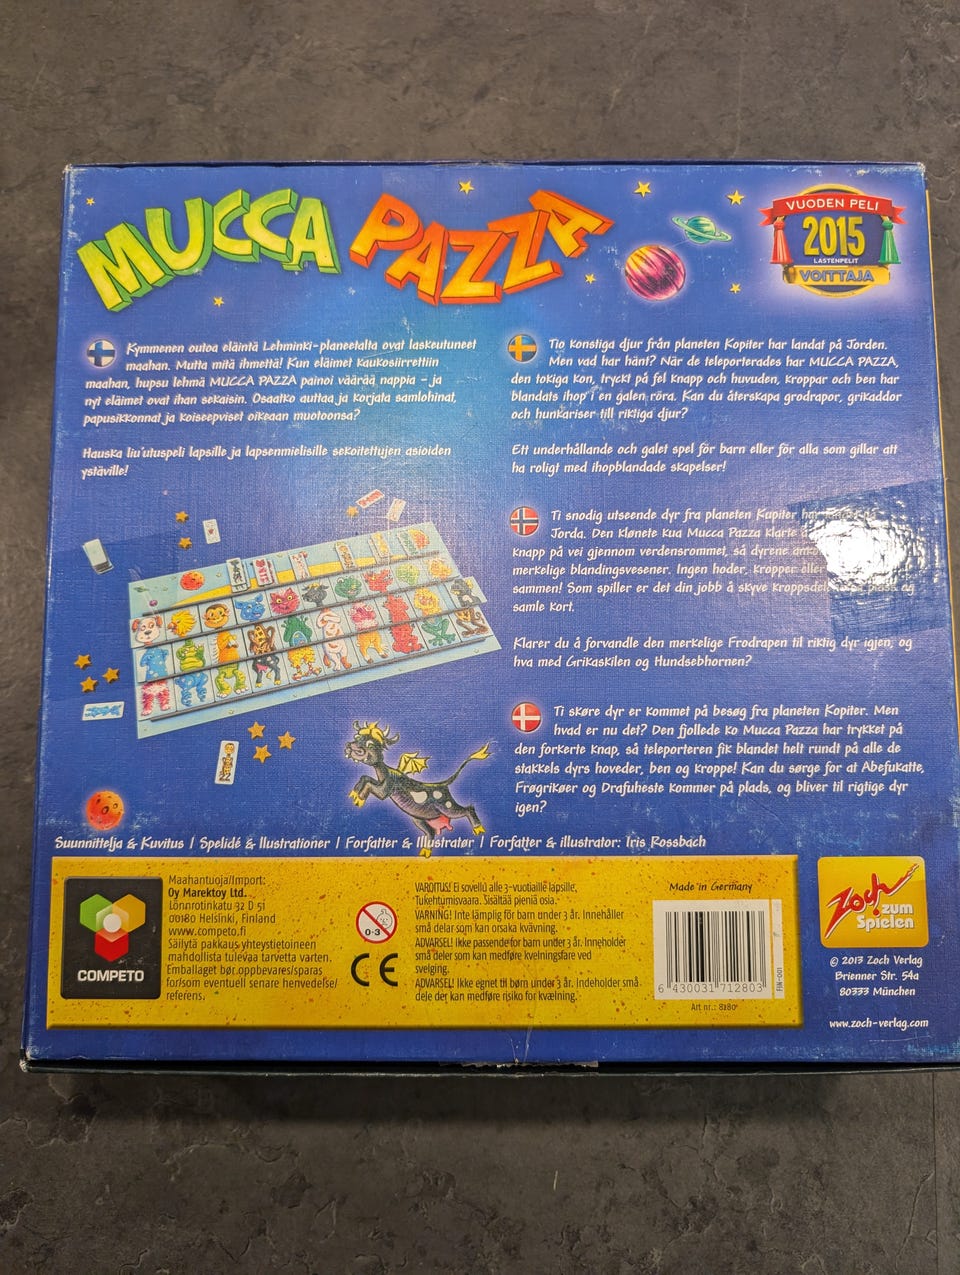 MUCCA PAZZA
VUODEN PELI
2015
LASTENPELIT
VOITTAJA
Kymmenen outoa eläintä Lehminki-planeetalta ovat laskeutuneet
maahan. Mutta mitä ihmettä! Kun eläimet kaukosiirrettiin
maahan, hupsu lehmä MUCCA PAZZA painoi väärää nappia – ja
nyt eläimet ovat ihan sekaisin. Osaatko auttaa ja korjata samlohinat,
papusikkonnat ja koiseepviset oikeaan muotoonsa?
Hauska liu'utuspeli lapsille ja lapsenmielisille sekoitettujen asioiden
ystäville!
Tio konstiga djur från planeten Kopiter har landat på Jorden.
Men vad har hänt? När de teleporterades har MUCCA PAZZA,
den tokiga kon, tryckt på fel knapp och huvuden, kroppar och ben har
blandats ihop i en galen röra. Kan du återskapa grodrapor, grikaddor
och hunkariser till riktiga djur?
Ett underhållande och galet spel för barn eller för alla som gillar att
ha roligt med ihopblandade skapelser!
Ti snodig utseende dyr fra planeten Kopiter har
Jorda. Den klønete kua Mucca Pazza klarte
knapp på vei gjennom verdensrommet, så dyrene
merkelige blandingsvesener. Ingen hoder, kropper eller
sammen! Som spiller er det din jobb å skyve kroppsdel på plass og
samle kort.
Klarer du å forvandle den merkelige Frodrapen til riktig dyr igjen, og
hva med Grikaskilen og Hundsebhornen?
Ti skøre dyr er kommet på besøg fra planeten Kopiter. Men
hvad er nu det? Den fjollede ko Mucca Pazza har trykket på
den forkerte knap, så teleporteren fik blandet helt rundt på alle de
stakkels dyrs hoveder, ben og kroppe! Kan du sørge for at Abefukatte,
Frøgrikøer og Drafuheste kommer på plads, og bliver til rigtige dyr
igen?
Suunnittelja & Kuvitus / Spelidé & Ilustrationer / Forfatter & Illustratør / Forfatter & illustrator: Iris Rossbach
COMPETO
Maahantuoja/Import:
Oy Marektoy Ltd.
Lönnrotinkatu 32 D 51
00180 Helsinki, Finland
www.competo.fi
Säilytä pakkaus yhteystietoineen
mahdollista tulevaa tarvetta varten.
Emballaget bør.oppbevares/sparas
for/som eventuell senare henvedelse/
referens.
0-3
CE
VAROITUS! Ei sovellu alle 3-vuotiaille lapsille,
Tukehtumisvaara. Sisältää pieniä osia.
VARNING! Inte lämplig för barn under 3 år. Innehåller
små delar som kan orsaka kvävning.
ADVARSEL! Ikke passende for barn under 3 år. Inneholder
små deler som kan medføre kvelningsfare ved
svelging.
ADVARSEL! Ikke egnet til børn under 3 år. Indeholder små
dele der kan medføre risiko for kvælning.
Made in Germany
6 430031 712803
FIN-001
Art nr.: 8280
Zoch
zum
Spielen
© 2013 Zoch Verlag
Brienner Str. 54a
80333 München
www.zoch-verlag.com